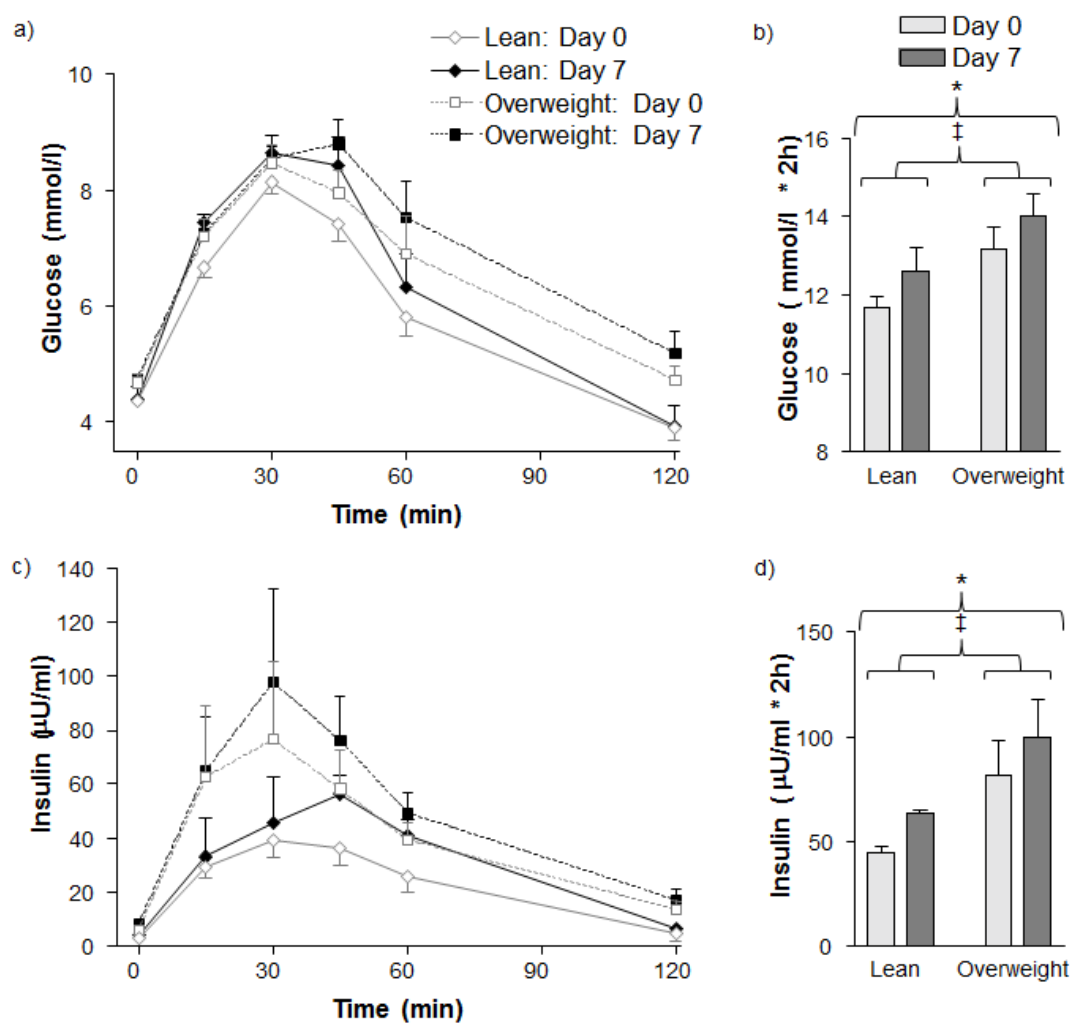 a)
Lean: Day 0
Lean: Day 7
Overweight: Day 0
Overweight: Day 7
10
8
6
4
Glucose (mmol/l)
0 30 60 90 120
Time (min)
b)
Day 0
Day 7
*
‡
16
14
12
10
8
Glucose ( mmol/l * 2h)
Lean Overweight
c)
140
120
100
80
60
40
20
0
Insulin (μU/ml)
0 30 60 90 120
Time (min)
d)
*
‡
150
100
50
0
Insulin ( μU/ml * 2h)
Lean Overweight